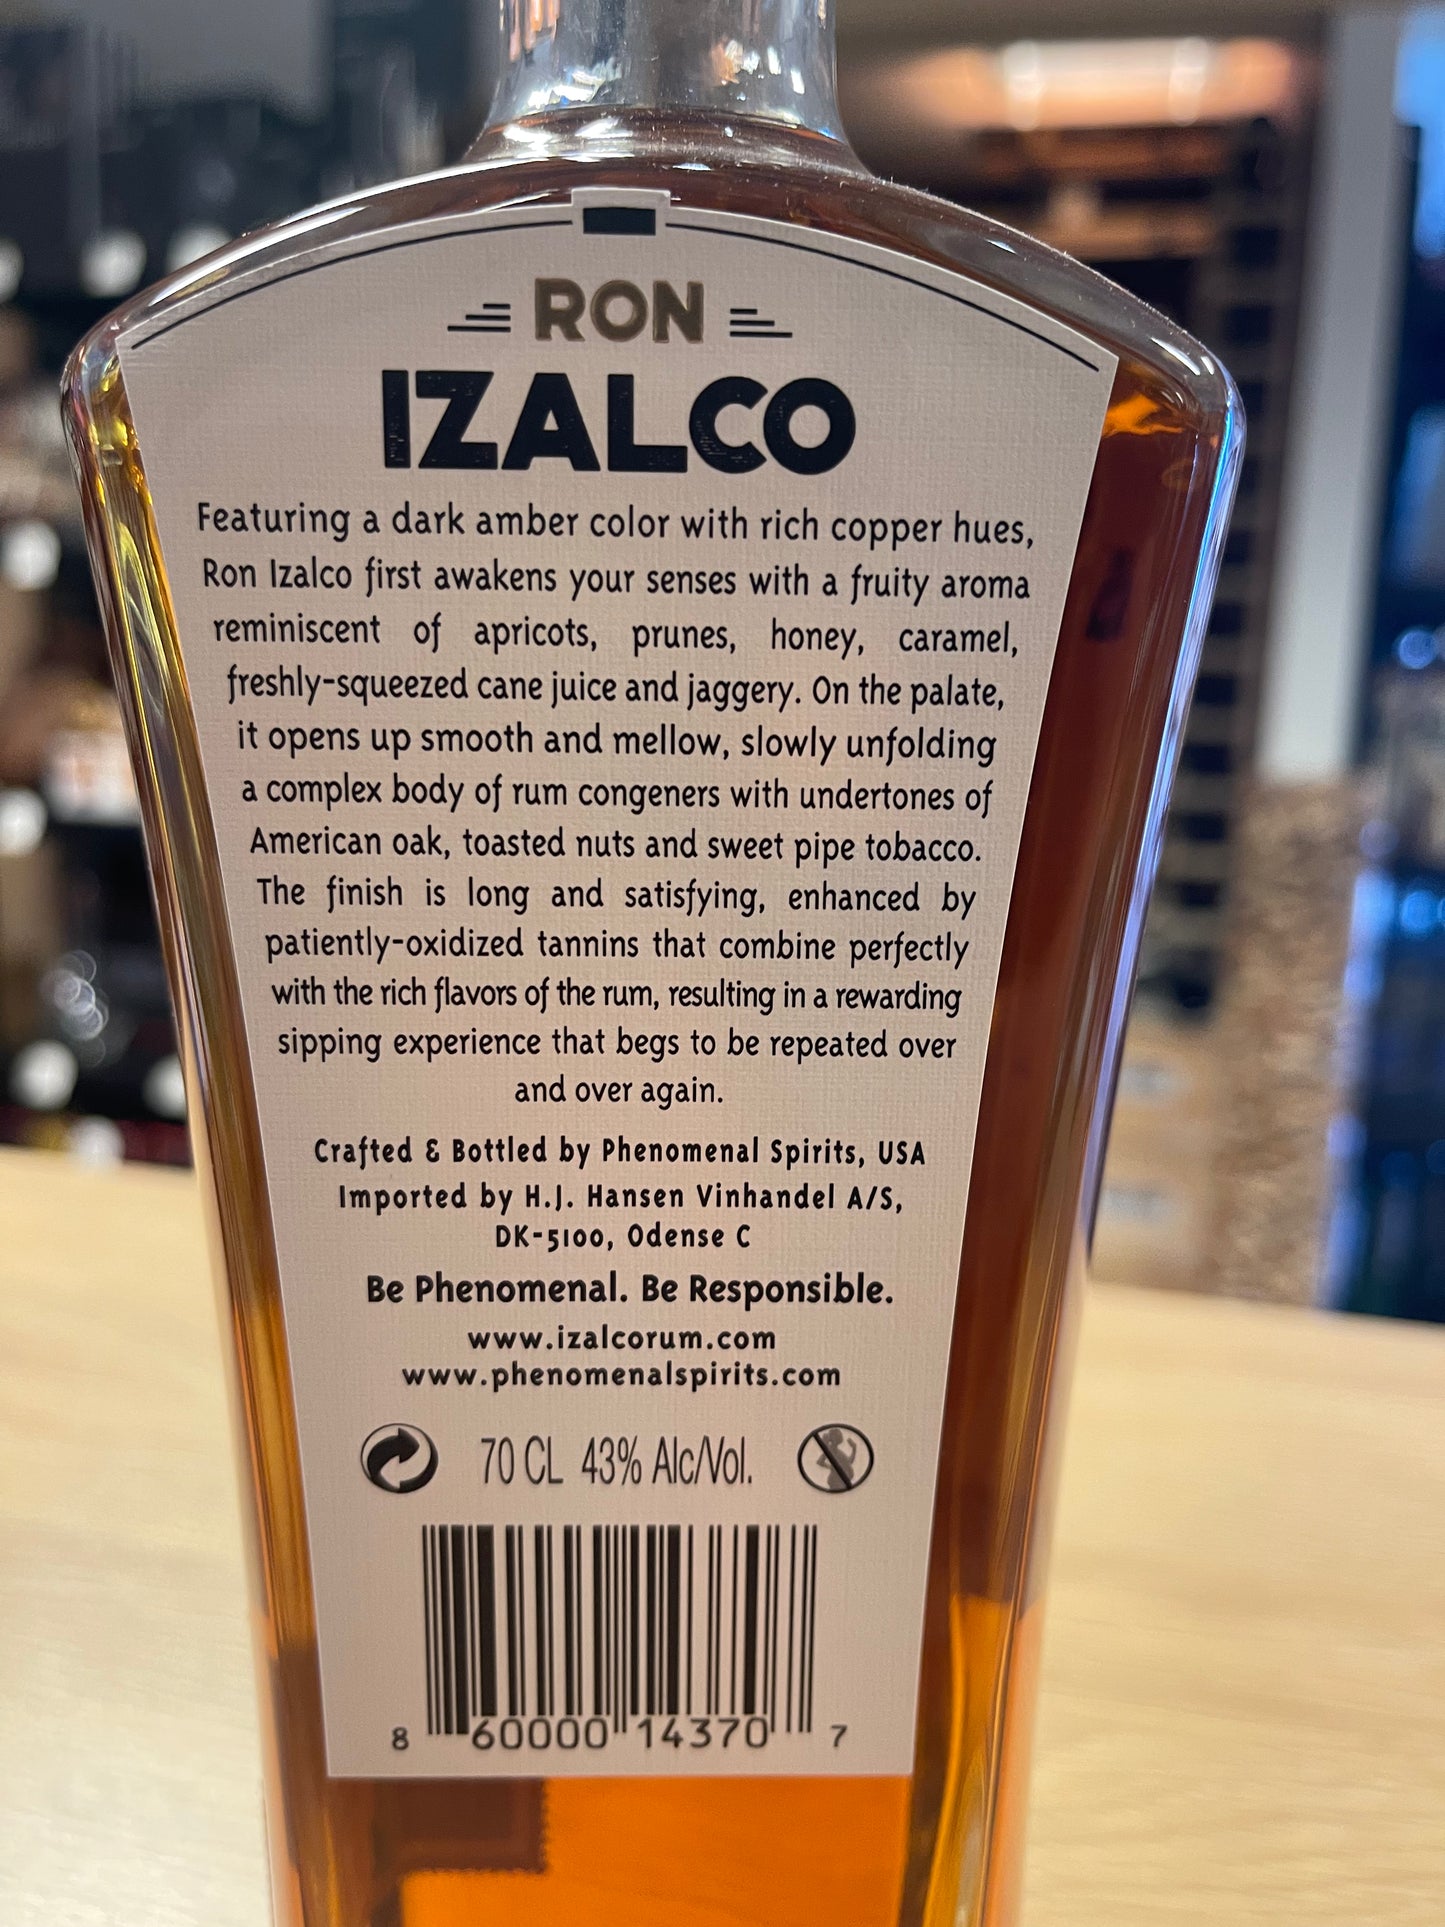 RON
IZALCO
Featuring a dark amber color with rich copper hues,
Ron Izalco first awakens your senses with a fruity aroma
reminiscent of apricots, prunes, honey, caramel,
freshly-squeezed cane juice and jaggery. On the palate,
it opens up smooth and mellow, slowly unfolding
a complex body of rum congeners with undertones of
American oak, toasted nuts and sweet pipe tobacco.
The finish is long and satisfying, enhanced by
patiently-oxidized tannins that combine perfectly
with the rich flavors of the rum, resulting in a rewarding
sipping experience that begs to be repeated over
and over again.
Crafted & Bottled by Phenomenal Spirits, USA
Imported by H.J. Hansen Vinhandel A/S,
DK-5100, Odense C
Be Phenomenal. Be Responsible.
www.izalcorum.com
www.phenomenalspirits.com
70 CL 43% Alc/Vol.
8 60000 14370 7